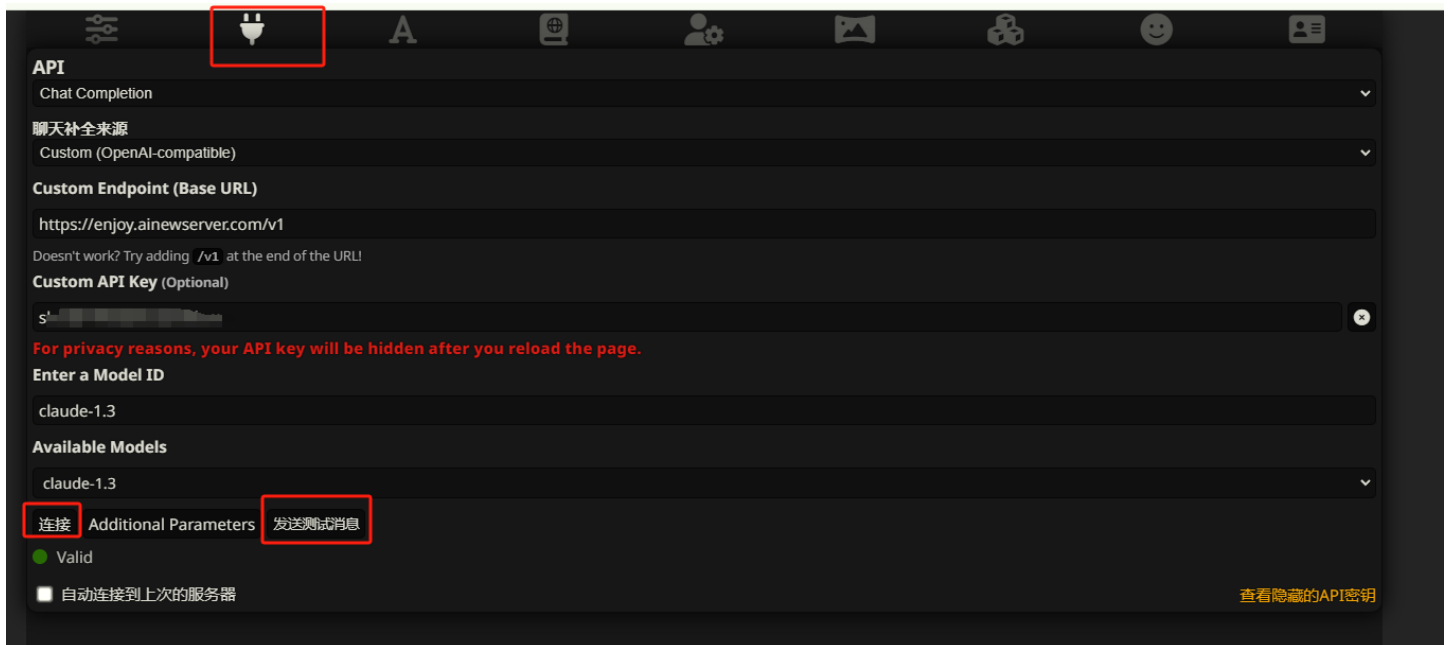 API
Chat Completion
聊天补全来源
Custom (OpenAI-compatible)
Custom Endpoint (Base URL)
https://enjoy.ainewserver.com/v1
Doesn't work? Try adding /v1 at the end of the URL!
Custom API Key (Optional)
For privacy reasons, your API key will be hidden after you reload the page.
Enter a Model ID
claude-1.3
Available Models
claude-1.3
连接 Additional Parameters 发送测试消息
Valid
自动连接到上次的服务器 查看隐藏的API密钥